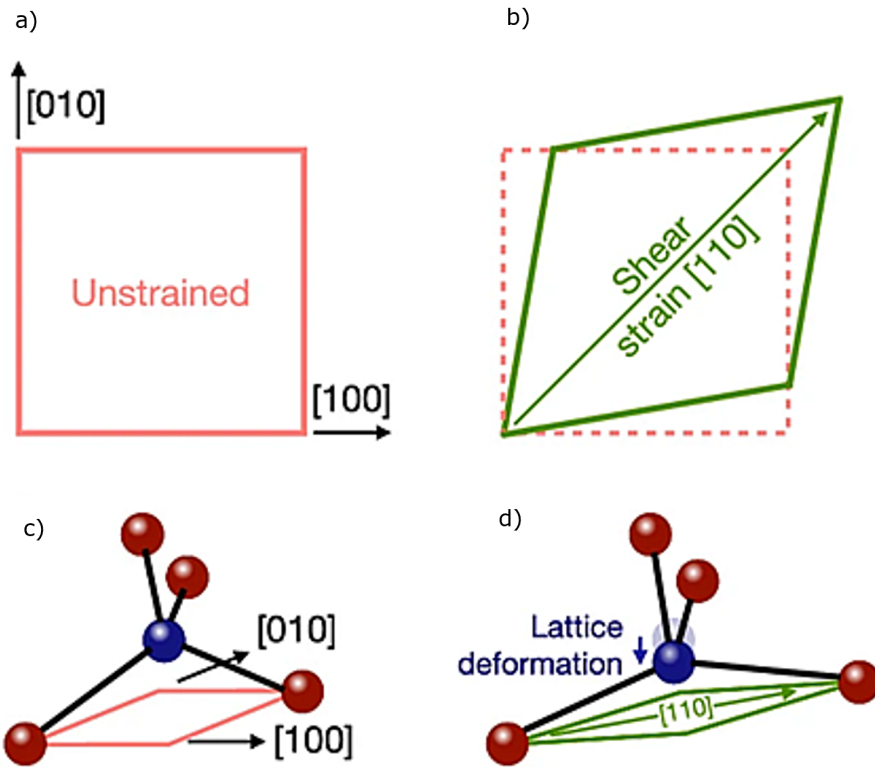 a)
b)
[010]
Unstrained
[100]
Shear
strain [110]
c)
d)
[010]
[100]
Lattice
deformation
[110]